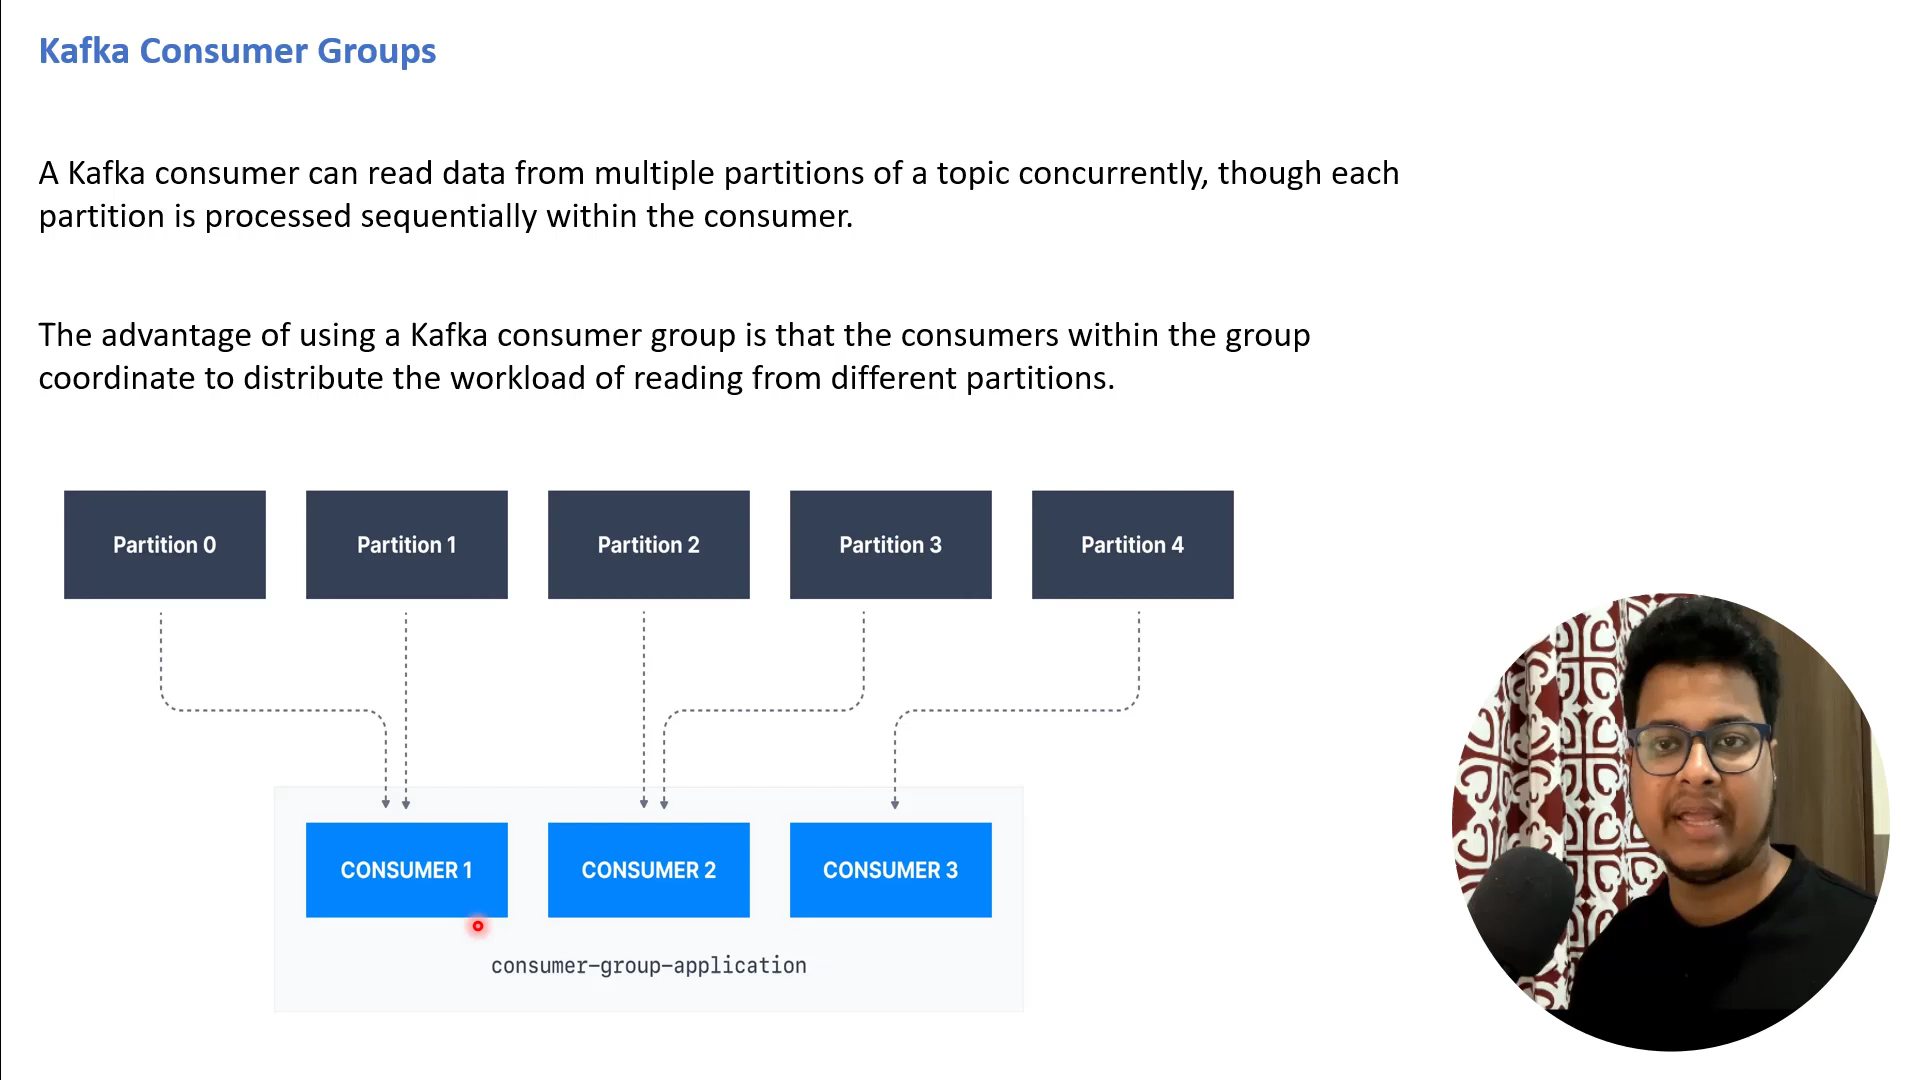 Kafka Consumer Groups
A Kafka consumer can read data from multiple partitions of a topic concurrently, though each
partition is processed sequentially within the consumer.
The advantage of using a Kafka consumer group is that the consumers within the group
coordinate to distribute the workload of reading from different partitions.
Partition 0
Partition 1
Partition 2
Partition 3
Partition 4
CONSUMER 1
CONSUMER 2
CONSUMER 3
consumer-group-application